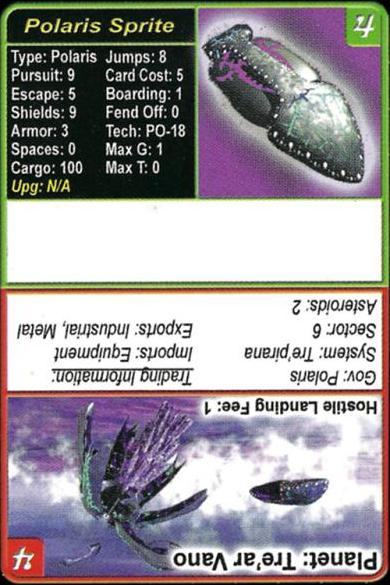 Polaris Sprite
4
Type: Polaris Jumps: 8
Pursuit: 9 Card Cost: 5
Escape: 5 Boarding: 1
Shields: 9 Fend Off: 0
Armor: 3 Tech: PO-18
Spaces: 0 Max G: 1
Cargo: 100 Max T: 0
Upg: N/A
Planet: Tre'ar Vano
4
Hostile Landing Fee: 1
Gov: Polaris Trading Information:
System: Tre'pirana Imports: Equipment
Sector: 6 Exports: Industrial, Metal
Asteroids: 2